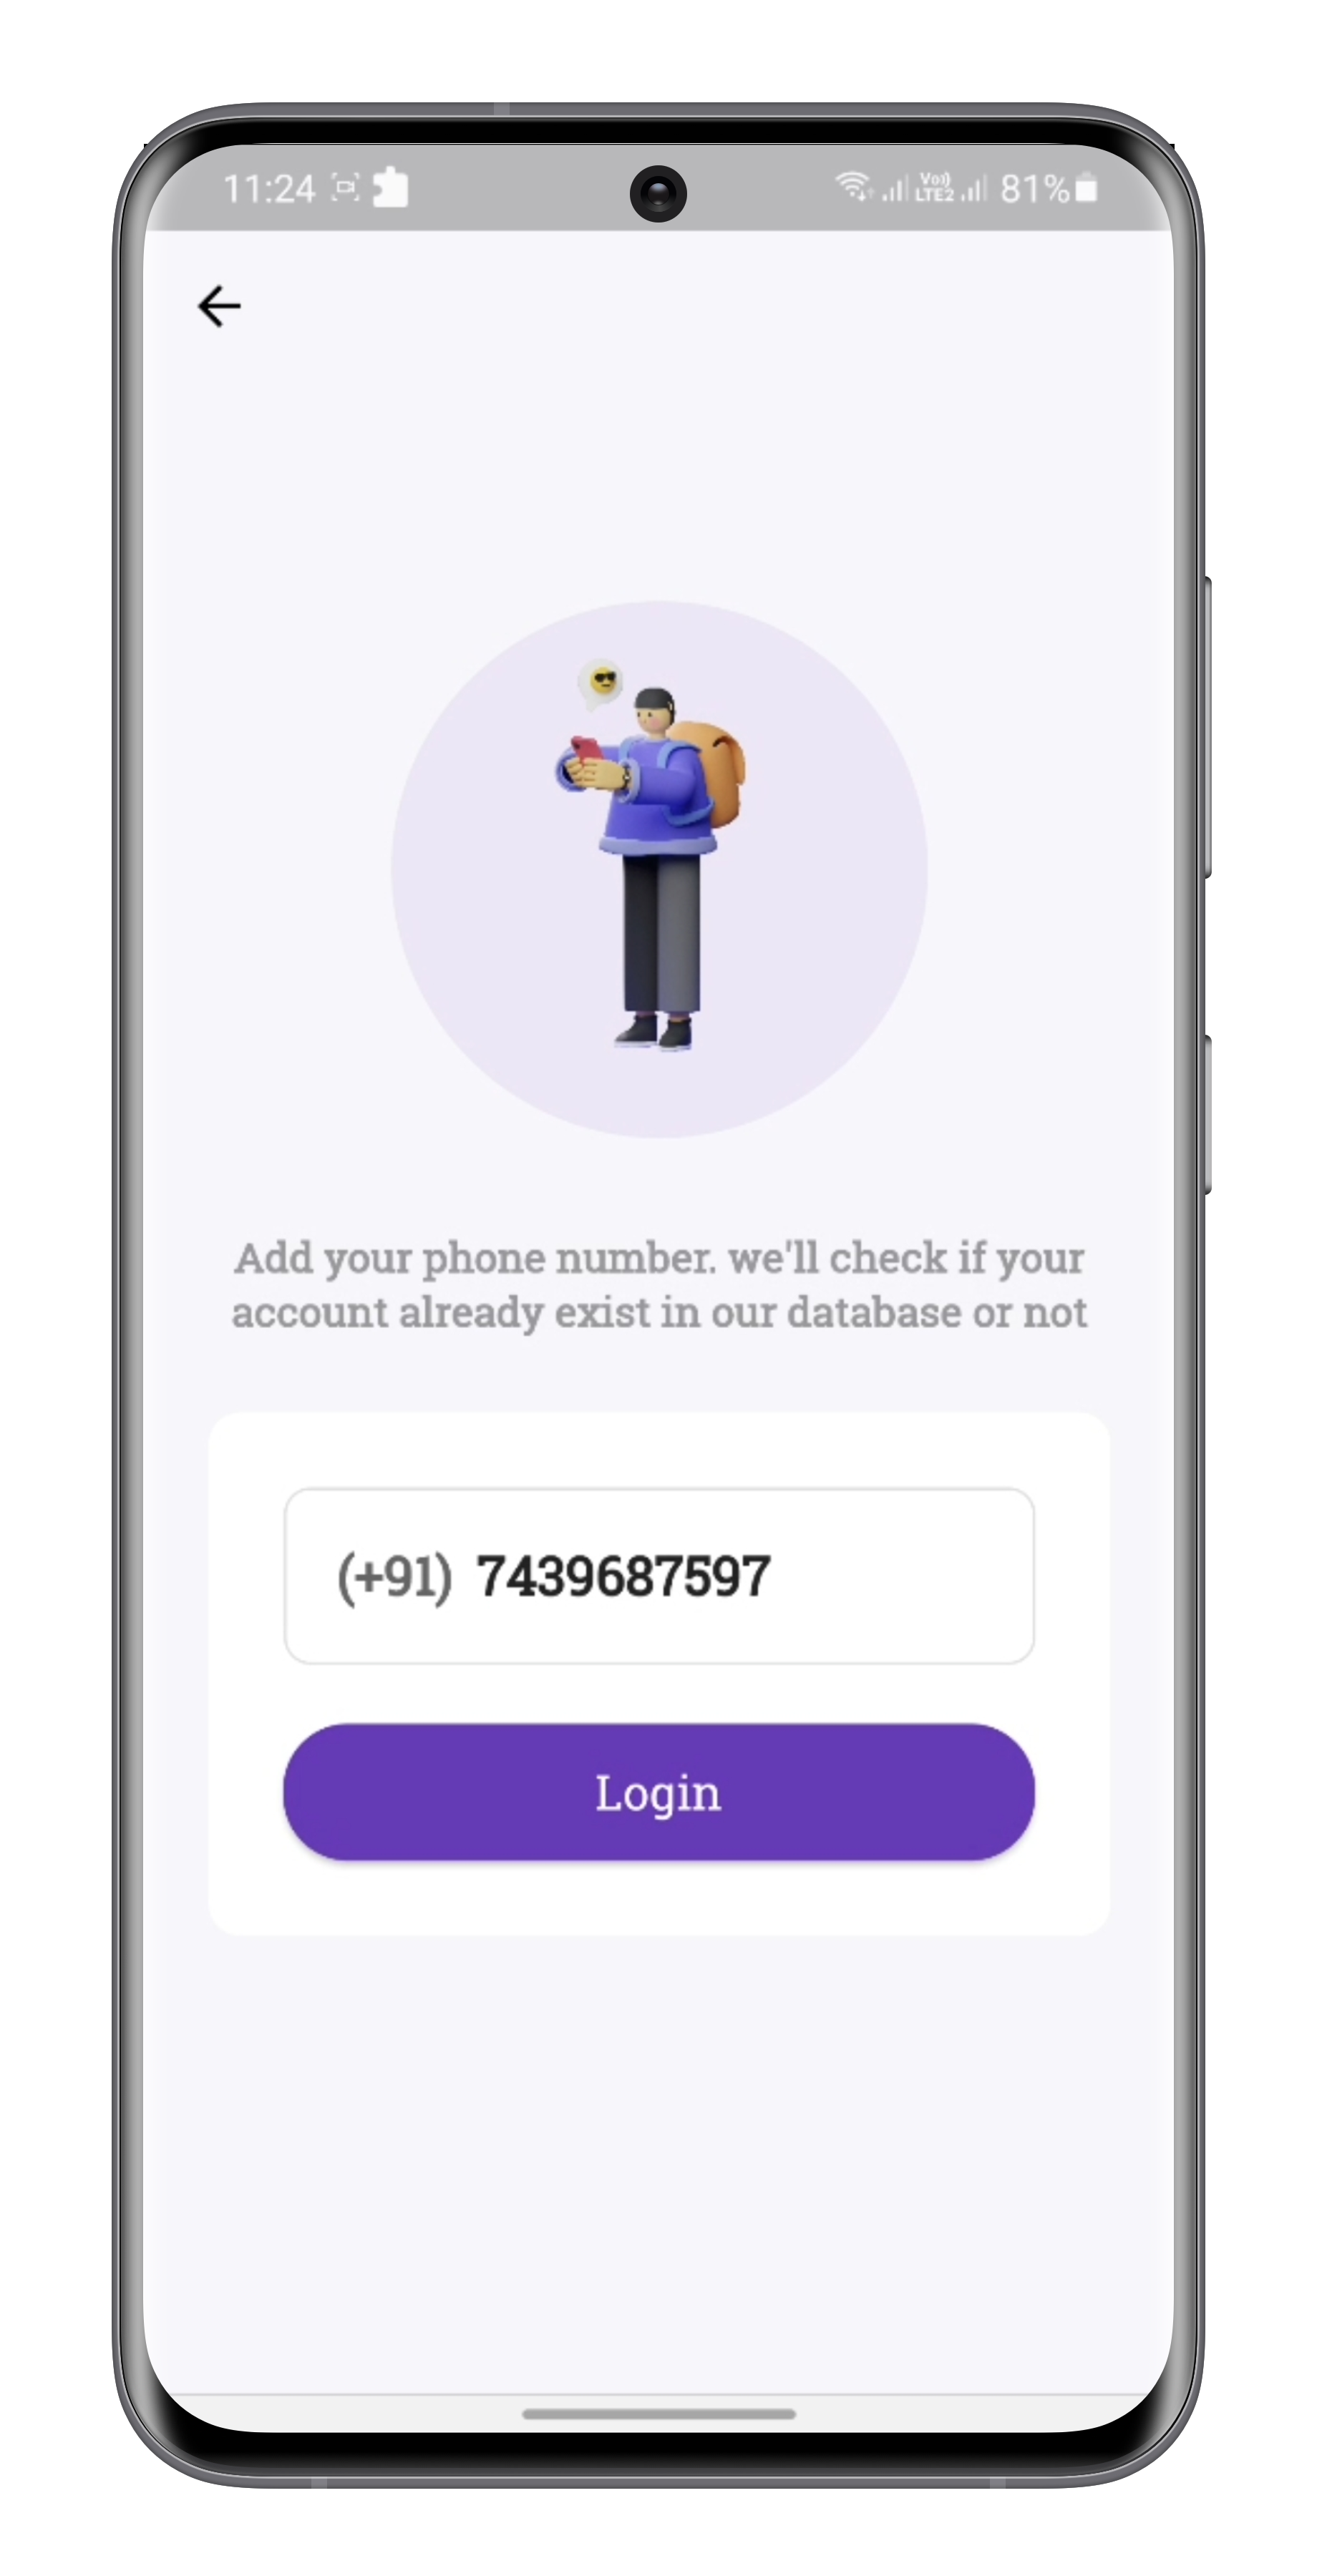 11:24 Vo)) LTE2 81%
Add your phone number. we'll check if your
account already exist in our database or not
(+91) 7439687597
Login